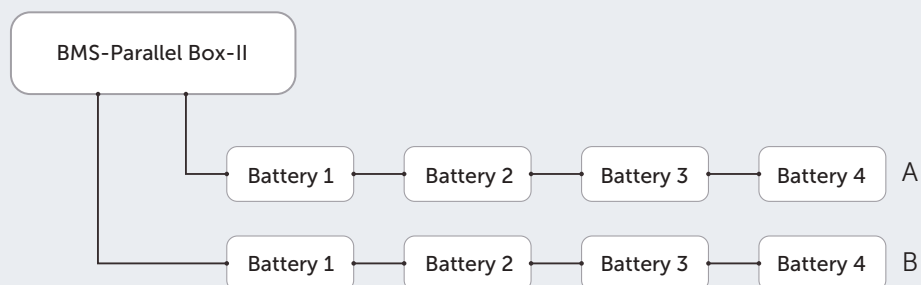 BMS-Parallel Box-II
Battery 1 Battery 2 Battery 3 Battery 4 A
Battery 1 Battery 2 Battery 3 Battery 4 B